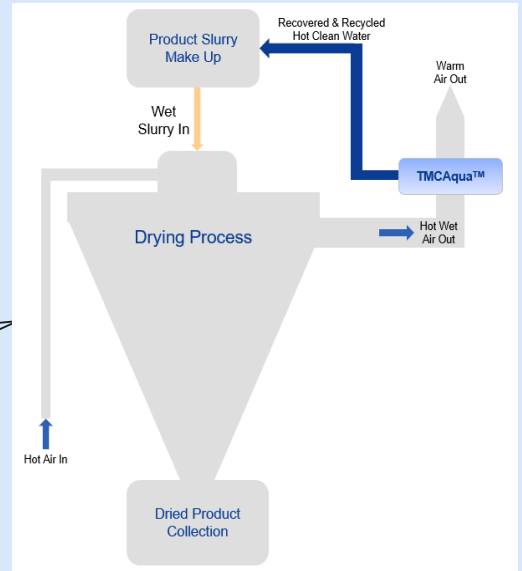 Product Slurry
Make Up
Recovered & Recycled
Hot Clean Water
Warm
Air Out
Wet
Slurry In
TMCAqua™
Drying Process
Hot Wet
Air Out
Hot Air In
Dried Product
Collection